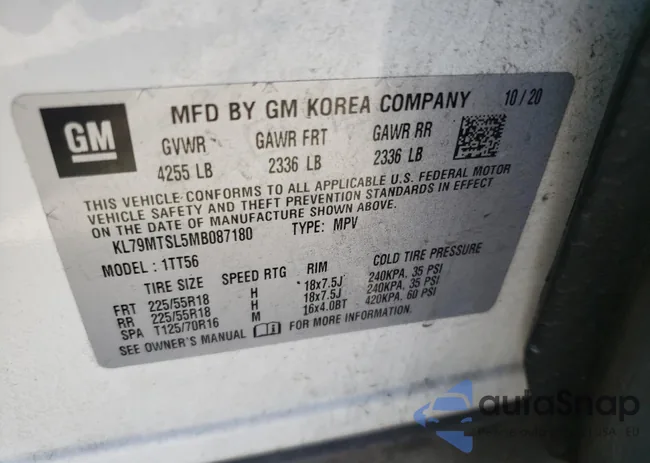 GM
MFD BY GM KOREA COMPANY 10/20
GVWR GAWR FRT GAWR RR
4255 LB 2336 LB 2336 LB
THIS VEHICLE CONFORMS TO ALL APPLICABLE U.S. FEDERAL MOTOR
VEHICLE SAFETY AND THEFT PREVENTION STANDARDS IN EFFECT
ON THE DATE OF MANUFACTURE SHOWN ABOVE.
KL79MTSL5MB087180 TYPE: MPV
MODEL: 1TT56
TIRE SIZE SPEED RTG RIM COLD TIRE PRESSURE
FRT 225/55R18 H 18x7.5J 240KPA, 35 PSI
RR 225/55R18 H 18x7.5J 240KPA, 35 PSI
SPA T125/70R16 M 16x4.0BT 420KPA, 60 PSI
SEE OWNER'S MANUAL FOR MORE INFORMATION.
autoSnap